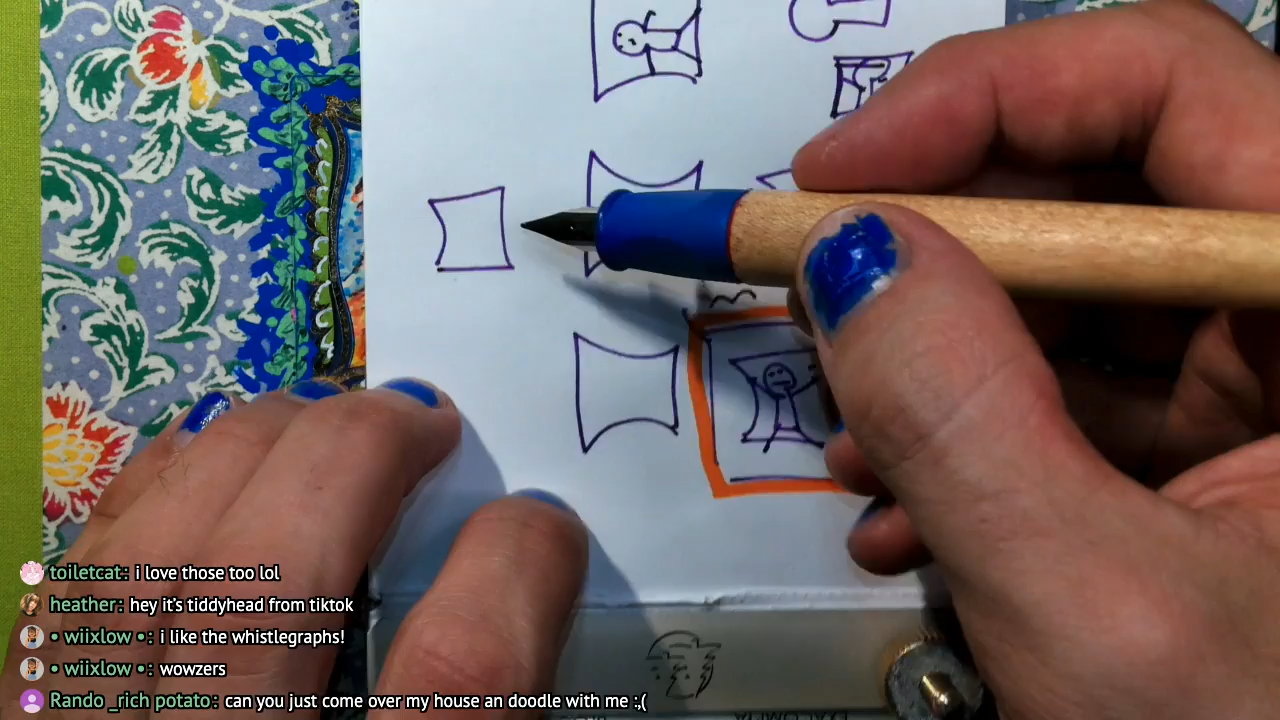 toiletcat: i love those too lol
heather: hey it's tiddyhead from tiktok
• wiixlow •: i like the whistlegraphs!
• wiixlow •: wowzers
Rando _rich potato: can you just come over my house an doodle with me :,(